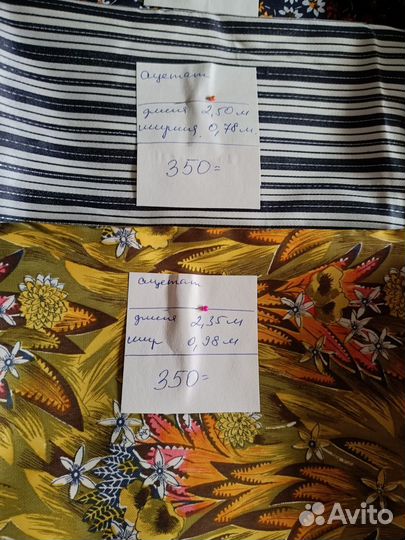 Ацетат
длина 2,50 м
ширина 0,78 м
350=
Ацетат
длина 2,35 м
шир 0,98 м
350=
Avito